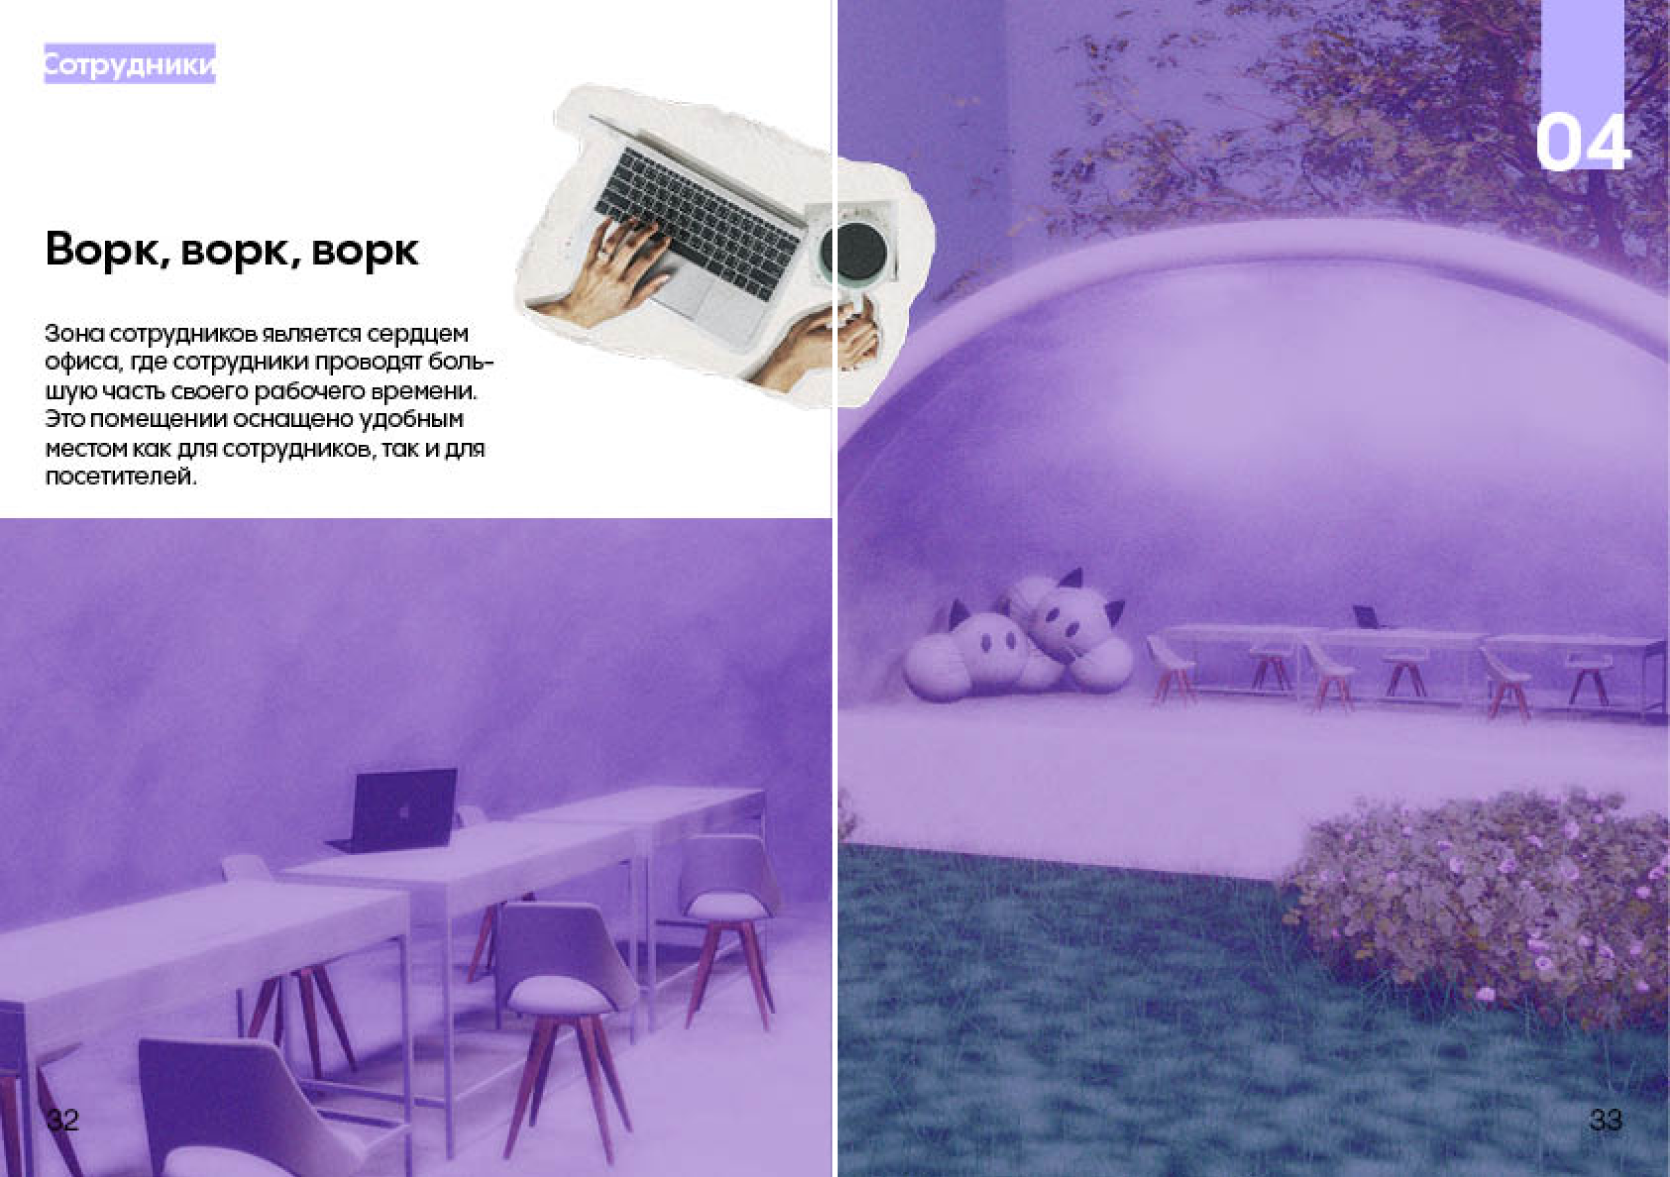 Сотрудники
04
Ворк, ворк, ворк
Зона сотрудников является сердцем
офиса, где сотрудники проводят боль-
шую часть своего рабочего времени.
Это помещении оснащено удобным
местом как для сотрудников, так и для
посетителей.
32
33